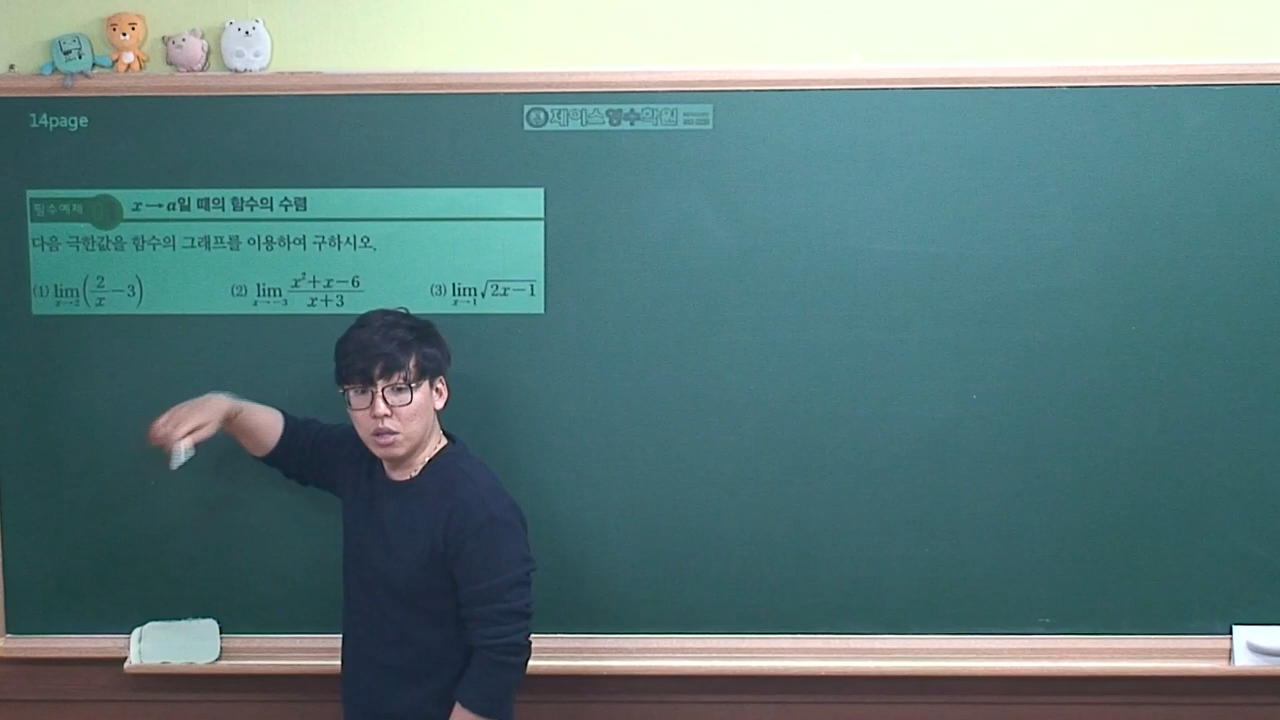 14page
제이스영수학원
필수예제 01 x→a일 때의 함수의 수렴
다음 극한값을 함수의 그래프를 이용하여 구하시오.
(1) lim_{x→2} (2/x − 3) (2) lim_{x→−3} (x²+x−6)/(x+3) (3) lim_{x→1} √(2x−1)